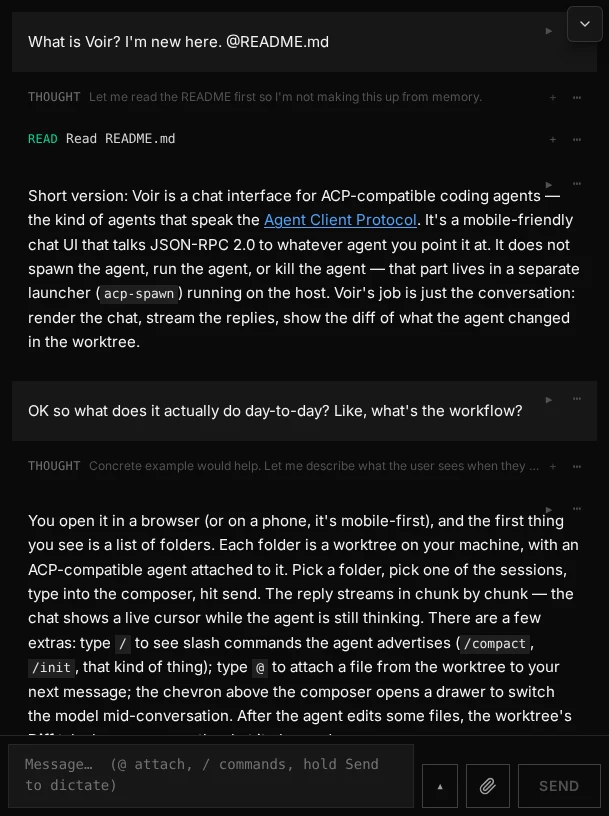 What is Voir? I'm new here. @README.md
THOUGHT Let me read the README first so I'm not making this up from memory.
READ Read README.md
Short version: Voir is a chat interface for ACP-compatible coding agents —
the kind of agents that speak the Agent Client Protocol. It's a mobile-friendly
chat UI that talks JSON-RPC 2.0 to whatever agent you point it at. It does not
spawn the agent, run the agent, or kill the agent — that part lives in a separate
launcher (acp-spawn) running on the host. Voir's job is just the conversation:
render the chat, stream the replies, show the diff of what the agent changed
in the worktree.
OK so what does it actually do day-to-day? Like, what's the workflow?
THOUGHT Concrete example would help. Let me describe what the user sees when they ...
You open it in a browser (or on a phone, it's mobile-first), and the first thing
you see is a list of folders. Each folder is a worktree on your machine, with an
ACP-compatible agent attached to it. Pick a folder, pick one of the sessions,
type into the composer, hit send. The reply streams in chunk by chunk — the
chat shows a live cursor while the agent is still thinking. There are a few
extras: type / to see slash commands the agent advertises (/compact,
/init, that kind of thing); type @ to attach a file from the worktree to your
next message; the chevron above the composer opens a drawer to switch
the model mid-conversation. After the agent edits some files, the worktree's
Message… (@ attach, / commands, hold Send
to dictate)
SEND